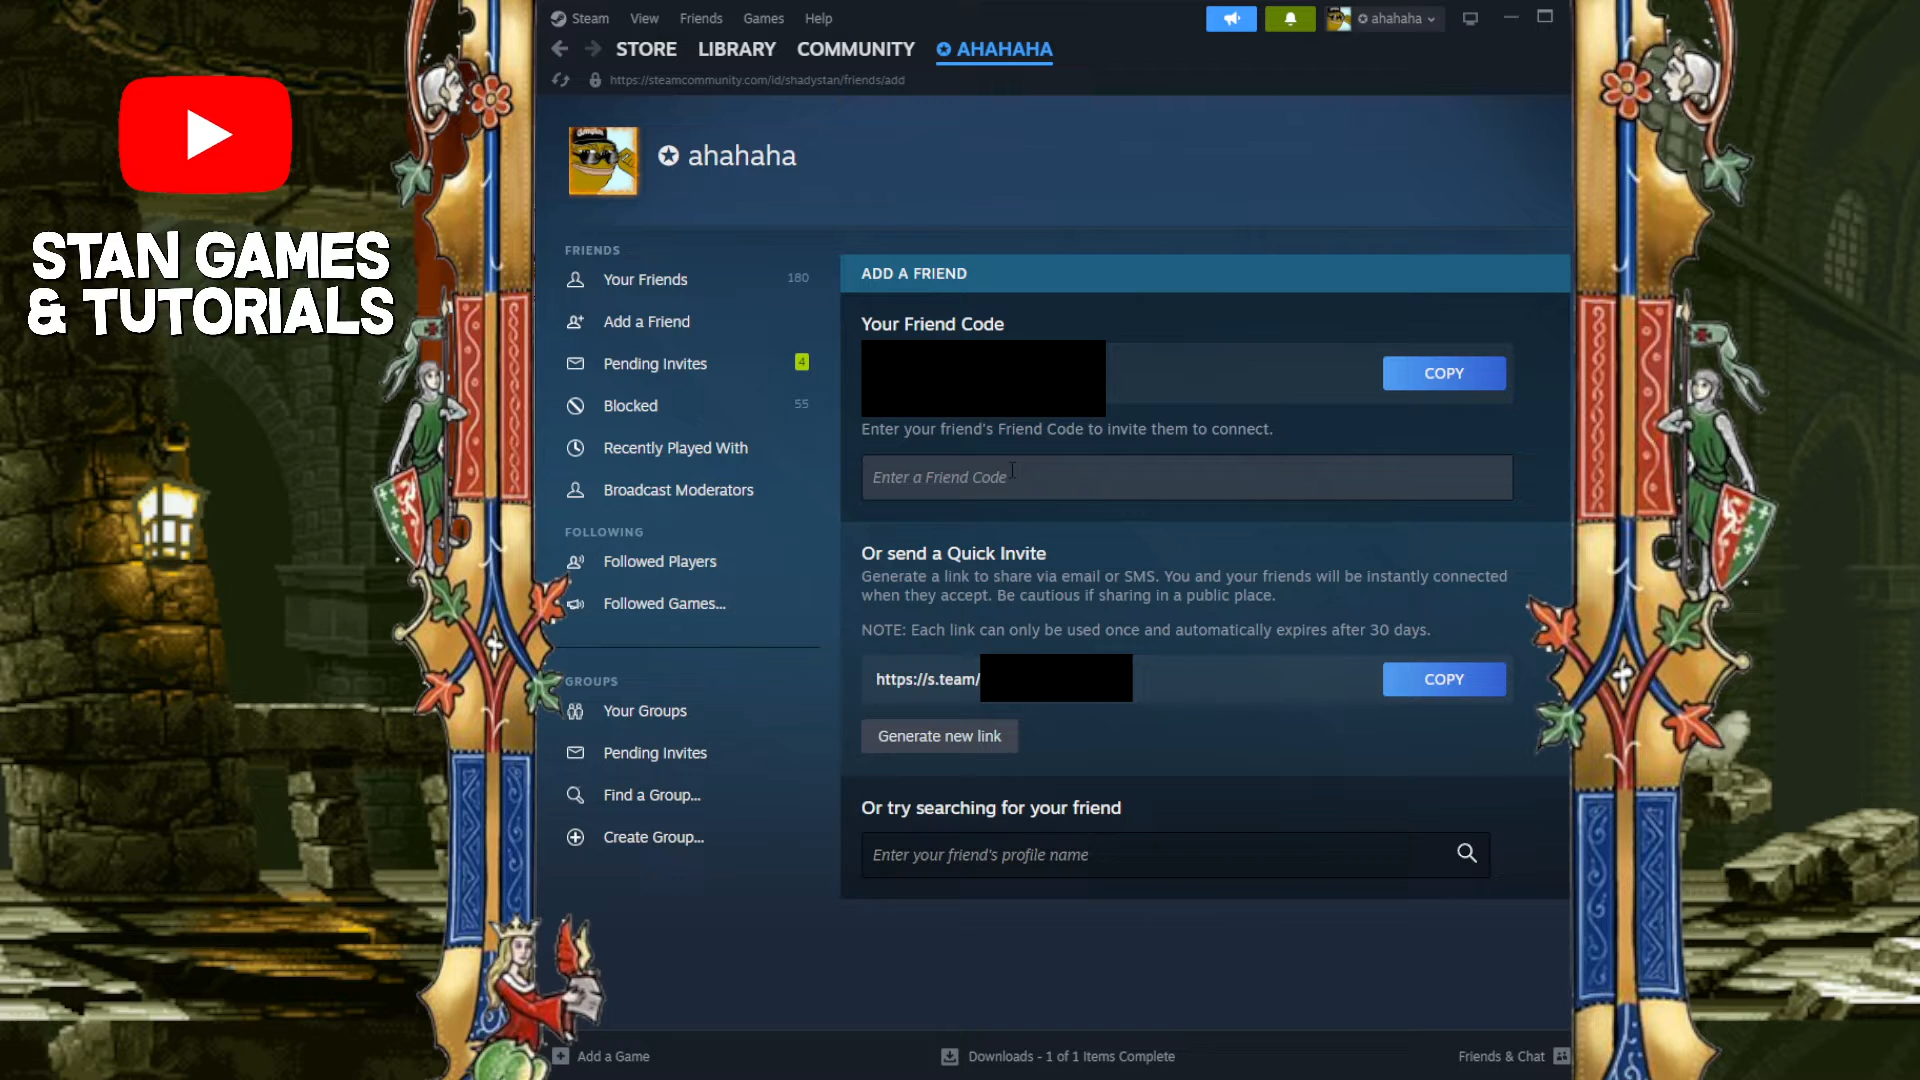 Steam View Friends Games Help
ahahaha
STORE LIBRARY COMMUNITY AHAHAHA
https://steamcommunity.com/id/shadystan/friends/add
STAN GAMES
& TUTORIALS
ahahaha
FRIENDS
Your Friends 180
Add a Friend
Pending Invites 4
Blocked 55
Recently Played With
Broadcast Moderators
FOLLOWING
Followed Players
Followed Games...
GROUPS
Your Groups
Pending Invites
Find a Group...
Create Group...
ADD A FRIEND
Your Friend Code
COPY
Enter your friend's Friend Code to invite them to connect.
Enter a Friend Code
Or send a Quick Invite
Generate a link to share via email or SMS. You and your friends will be instantly connected
when they accept. Be cautious if sharing in a public place.
NOTE: Each link can only be used once and automatically expires after 30 days.
https://s.team/
COPY
Generate new link
Or try searching for your friend
Enter your friend's profile name
Add a Game
Downloads - 1 of 1 Items Complete
Friends & Chat